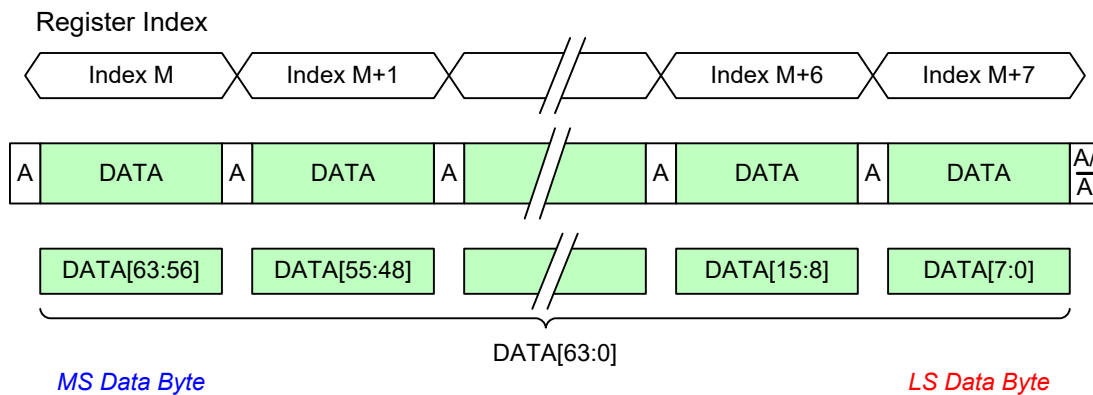 Register Index
Index M Index M+1 Index M+6 Index M+7
A DATA A DATA A A DATA A DATA A/
A
DATA[63:56] DATA[55:48] DATA[15:8] DATA[7:0]
DATA[63:0]
MS Data Byte LS Data Byte